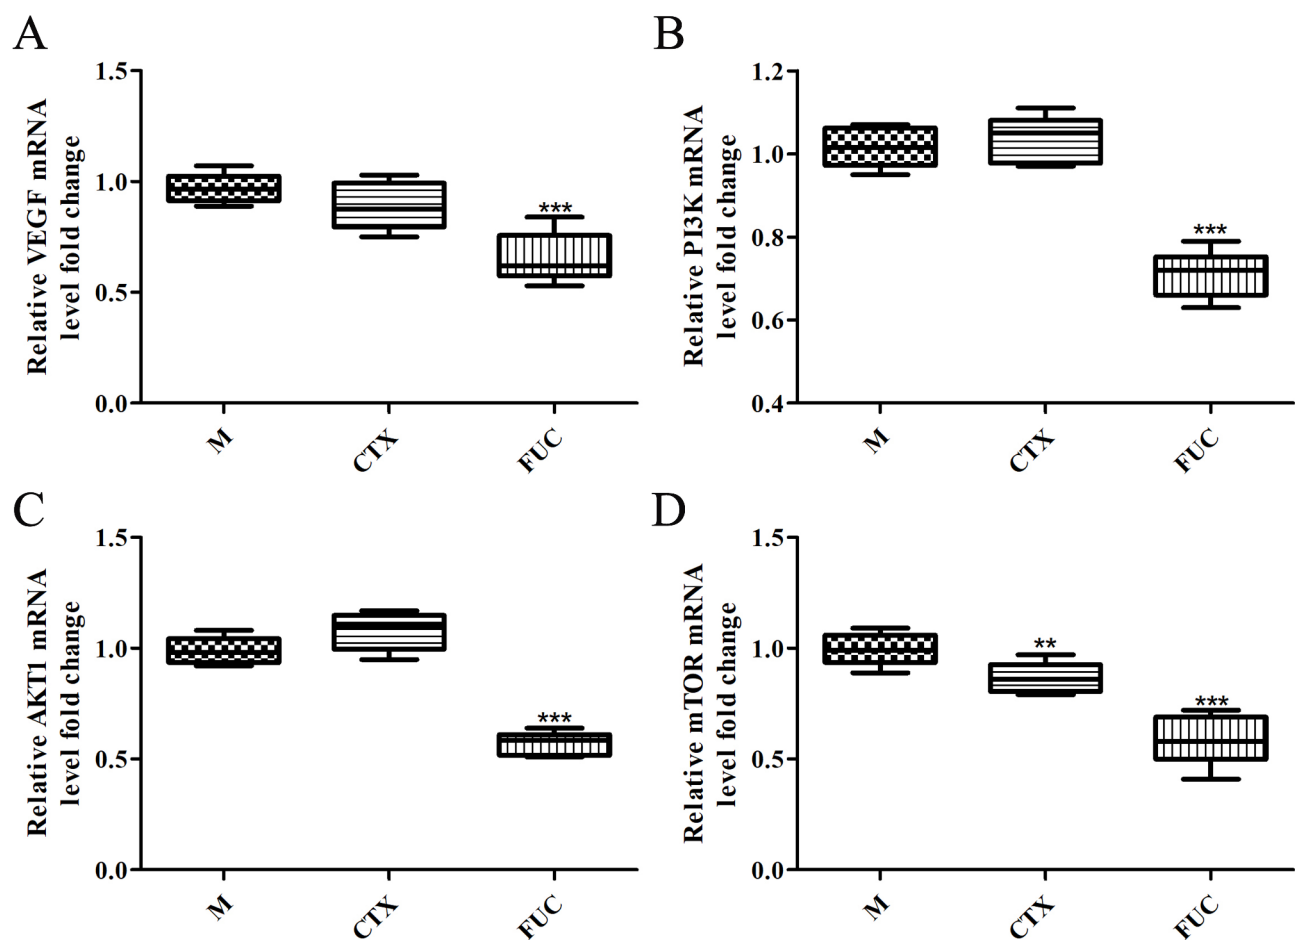 A
Relative VEGF mRNA
level fold change
1.5
1.0
0.5
0.0
***
M
CTX
FUC
B
Relative PI3K mRNA
level fold change
1.2
1.0
0.8
0.6
0.4
***
M
CTX
FUC
C
Relative AKT1 mRNA
level fold change
1.5
1.0
0.5
0.0
***
M
CTX
FUC
D
Relative mTOR mRNA
level fold change
1.5
1.0
0.5
0.0
**
***
M
CTX
FUC